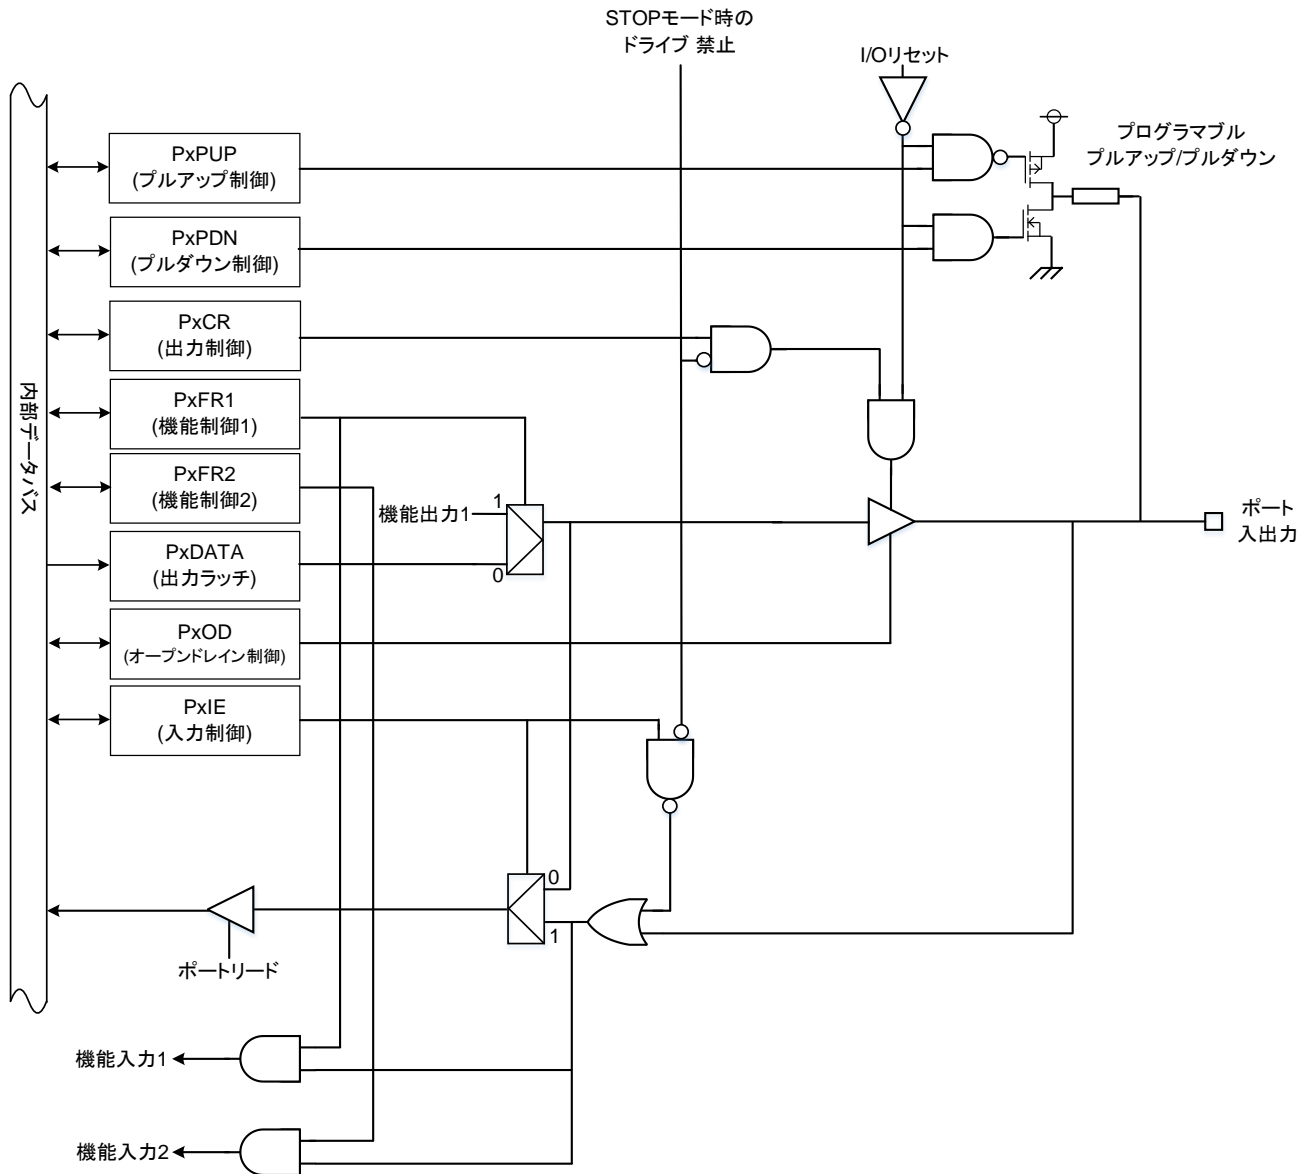 STOPモード時の
ドライブ 禁止
I/Oリセット
プログラマブル
プルアップ/プルダウン
PxPUP
(プルアップ制御)
PxPDN
(プルダウン制御)
PxCR
(出力制御)
PxFR1
(機能制御1)
PxFR2
(機能制御2)
内部データバス
機能出力1
1
0
PxDATA
(出力ラッチ)
ポート
入出力
PxOD
(オープンドレイン制御)
PxIE
(入力制御)
0
1
ポートリード
機能入力1
機能入力2